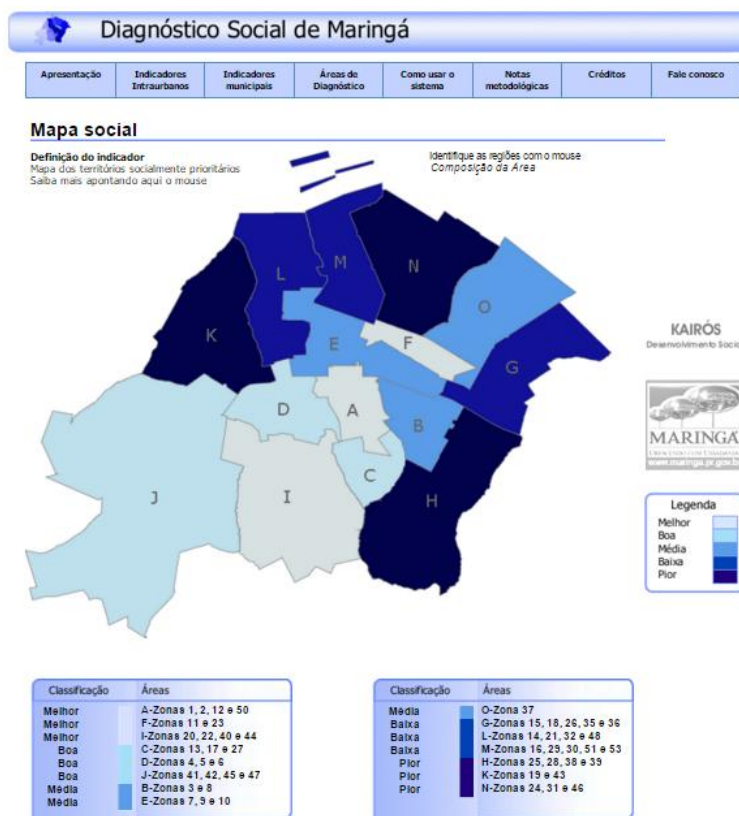 Diagnóstico Social de Maringá
Apresentação
Indicadores
Intraurbanos
Indicadores
municipais
Áreas de
Diagnóstico
Como usar o
sistema
Notas
metodológicas
Créditos
Fale conosco
Mapa social
Definição do indicador
Mapa dos territórios socialmente prioritários
Saiba mais apontando aqui o mouse
Identifique as regiões com o mouse
Composição da Área
L
M
N
K
E
F
O
G
D
A
B
C
J
I
H
KAIRÓS
Desenvolvimento Socia
MARINGÁ
www.maringa.pr.gov.b
Legenda
Melhor
Boa
Média
Baixa
Pior
Classificação Áreas
Melhor A-Zonas 1, 2, 12 e 50
Melhor F-Zonas 11 e 23
Melhor I-Zonas 20, 22, 40 e 44
Boa C-Zonas 13, 17 e 27
Boa D-Zonas 4, 5 e 6
Boa J-Zonas 41, 42, 45 e 47
Média B-Zonas 3 e 8
Média E-Zonas 7, 9 e 10
Classificação Áreas
Média O-Zona 37
Baixa G-Zonas 15, 18, 26, 35 e 36
Baixa L-Zonas 14, 21, 32 e 48
Baixa M-Zonas 16, 29, 30, 51 e 53
Pior H-Zonas 25, 28, 38 e 39
Pior K-Zonas 19 e 43
Pior N-Zonas 24, 31 e 46